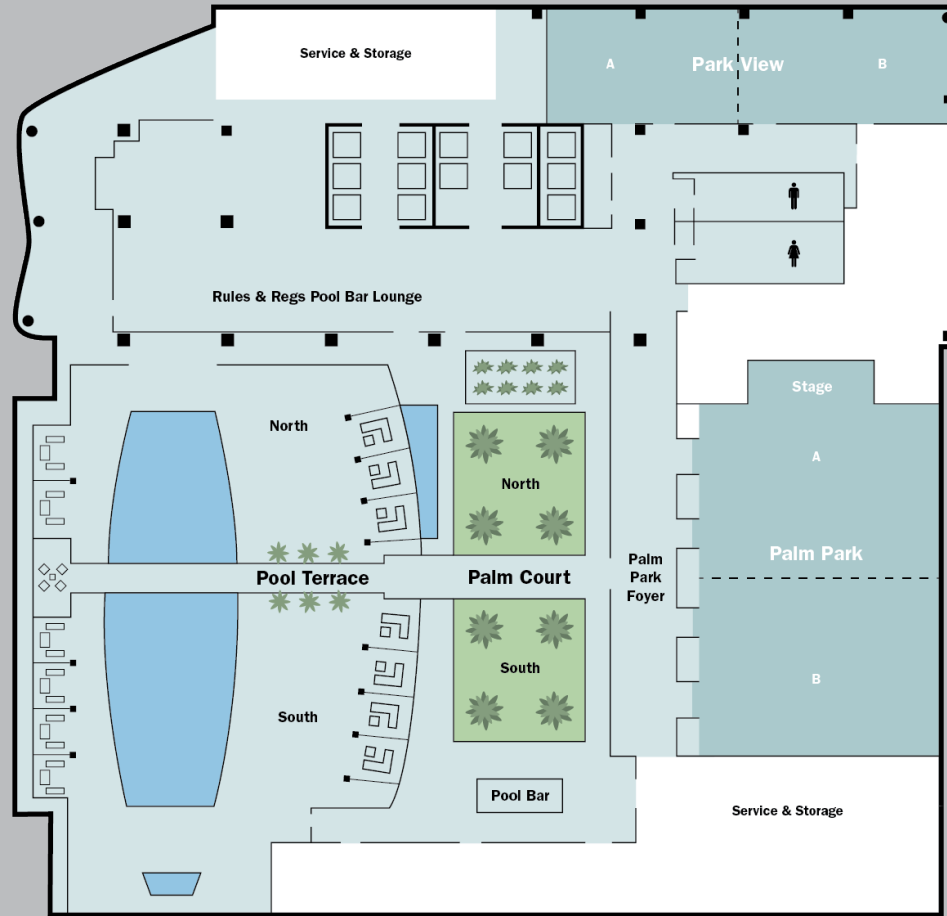 Service & Storage
A
Park View
B
Rules & Regs Pool Bar Lounge
Stage
North
A
North
Palm Park
Palm
Park
Foyer
Pool Terrace
Palm Court
South
B
South
Pool Bar
Service & Storage